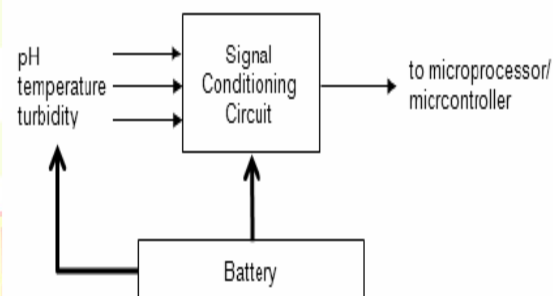 pH
temperature
turbidity
Signal
Conditioning
Circuit
to microprocessor/
micrcontroller
Battery